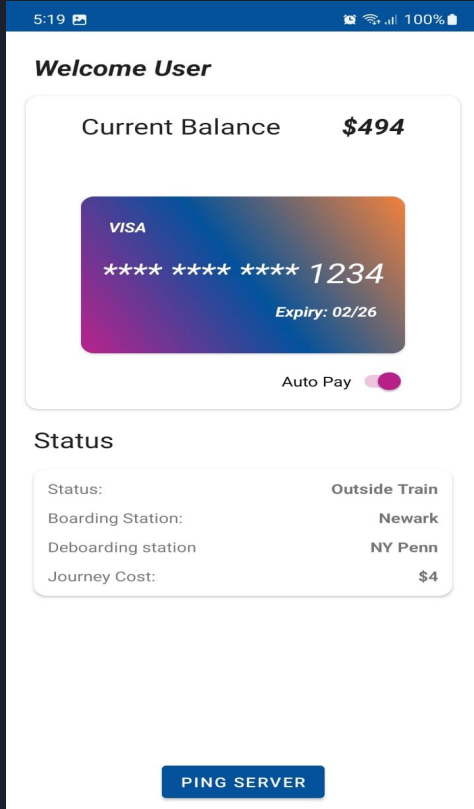 5:19 100%
Welcome User
Current Balance $494
VISA
**** **** **** 1234
Expiry: 02/26
Auto Pay
Status
Status: Outside Train
Boarding Station: Newark
Deboarding station NY Penn
Journey Cost: $4
PING SERVER